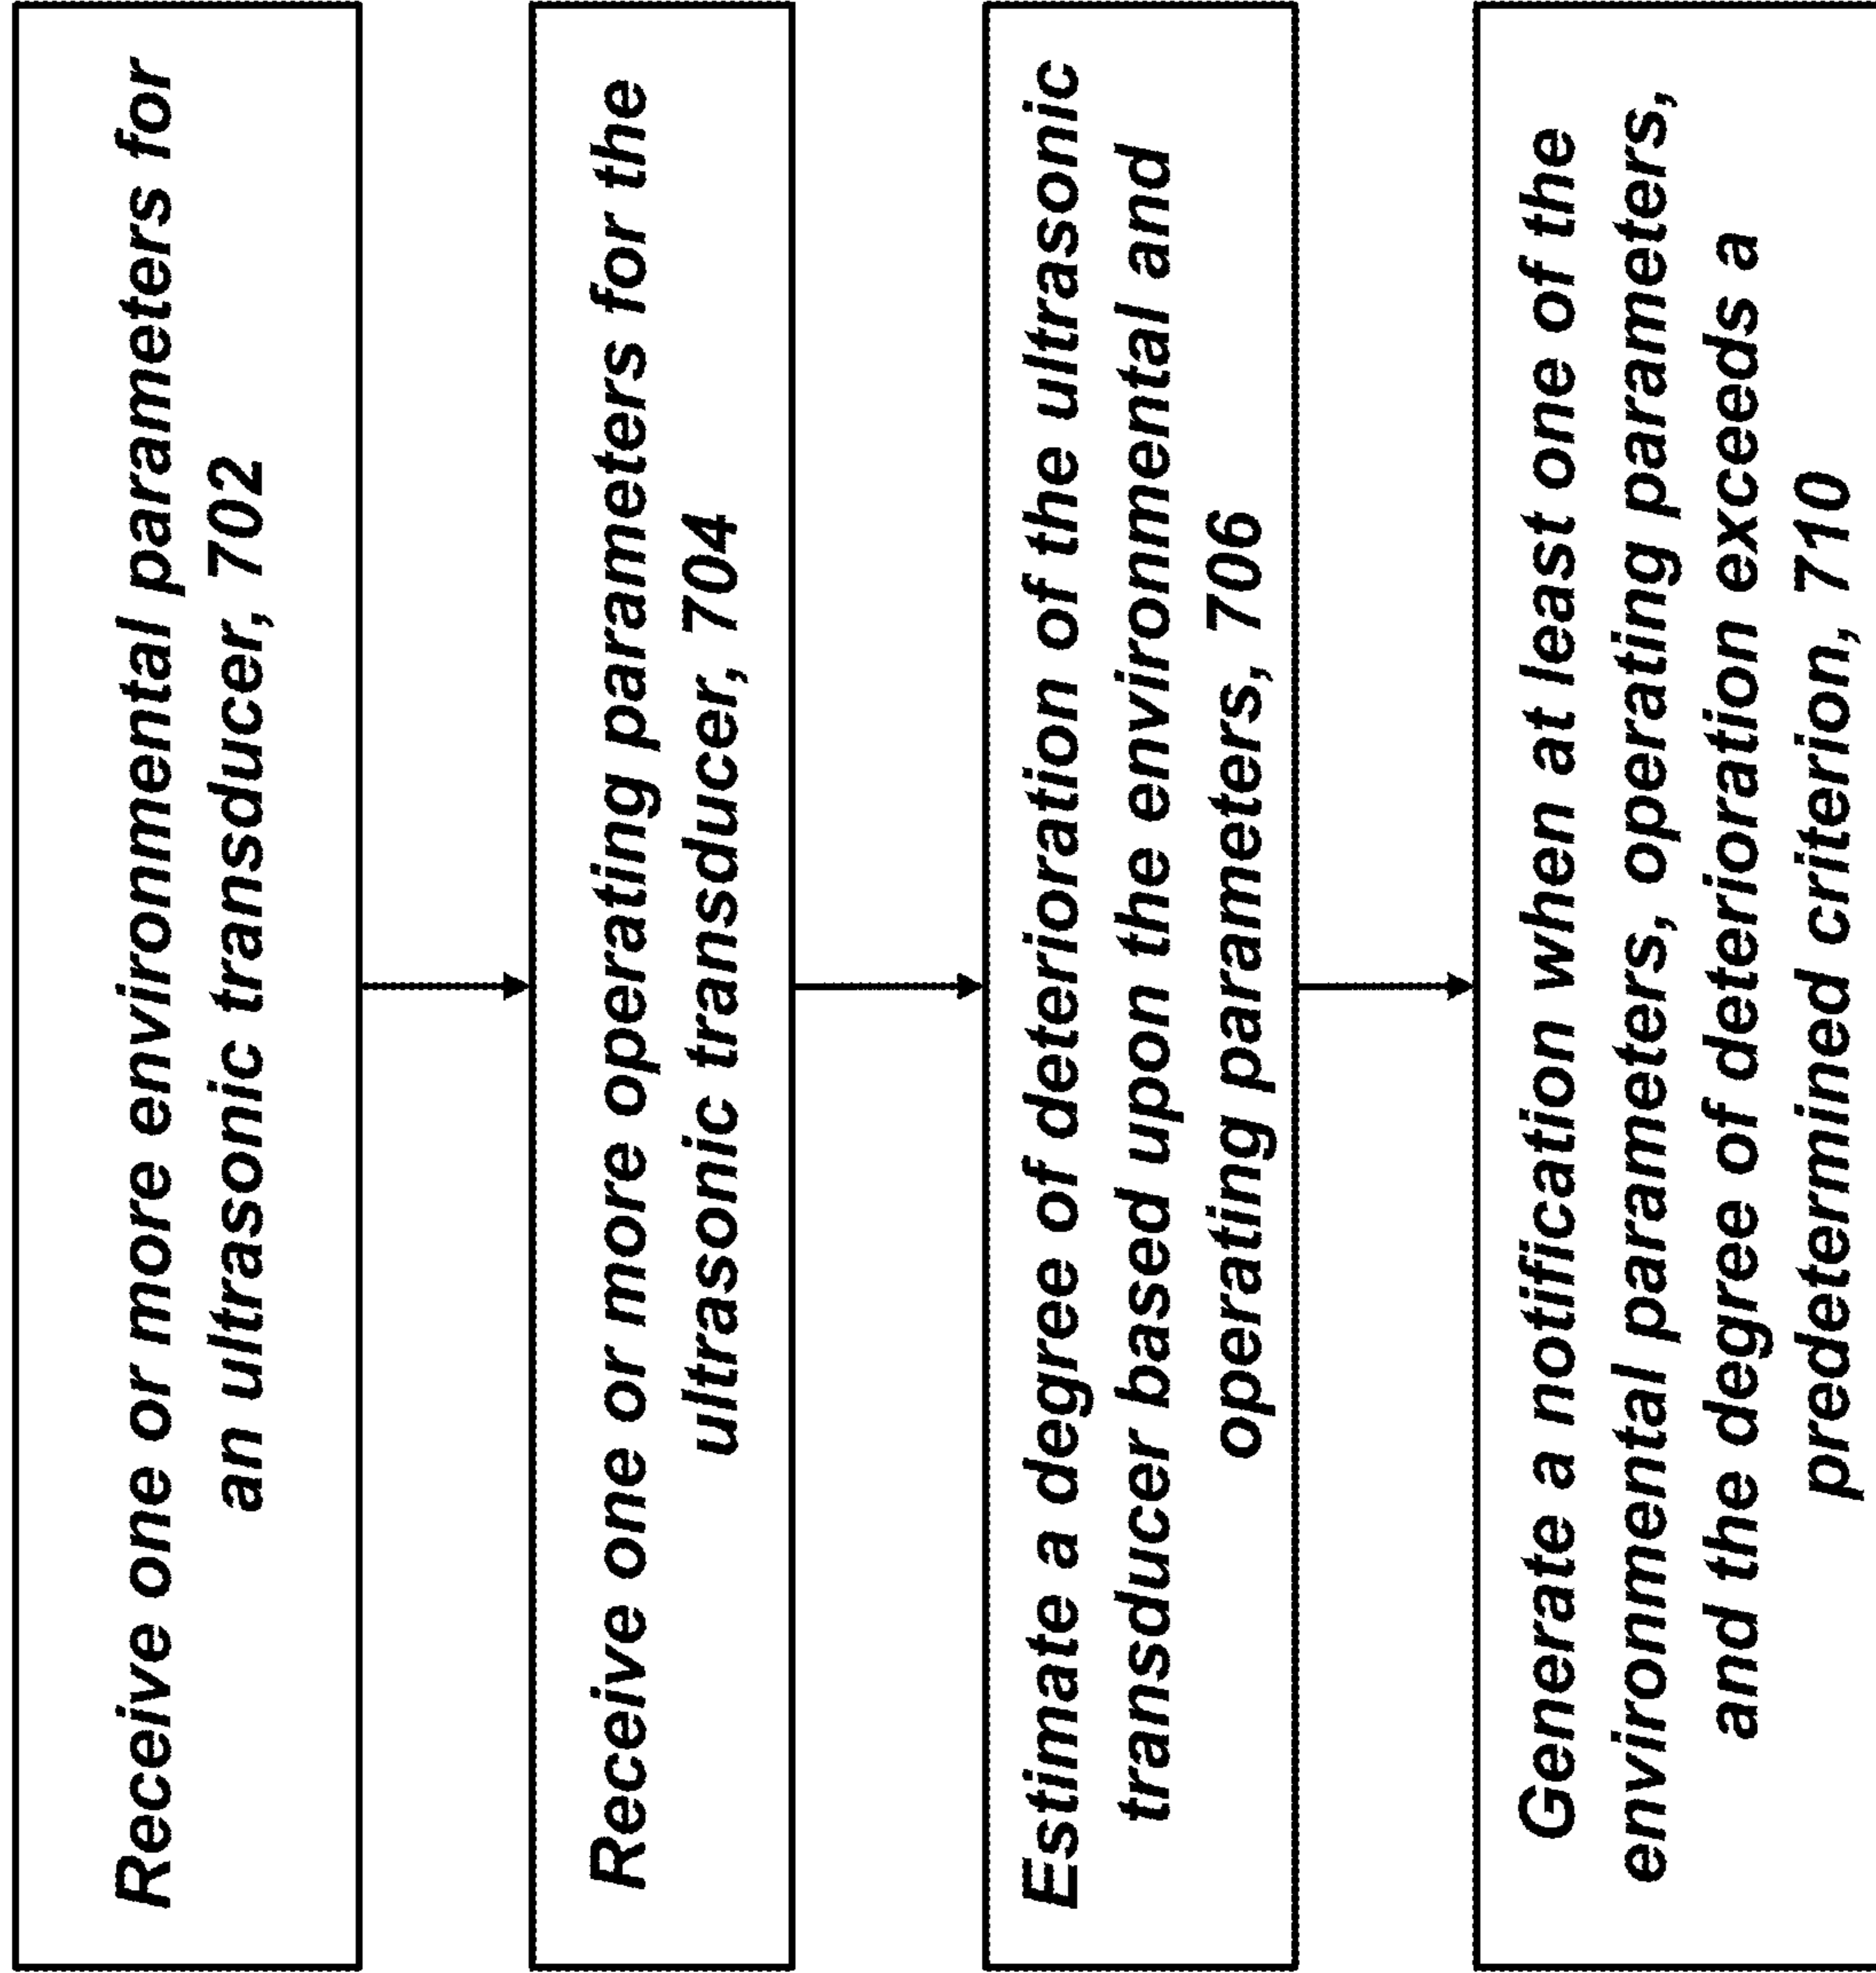 Receive one or more environmental parameters for
an ultrasonic transducer, 702
Receive one or more operating parameters for the
ultrasonic transducer, 704
Estimate a degree of deterioration of the ultrasonic
transducer based upon the environmental and
operating parameters, 706
Generate a notification when at least one of the
environmental parameters, operating parameters,
and the degree of deterioration exceeds a
predetermined criterion, 710